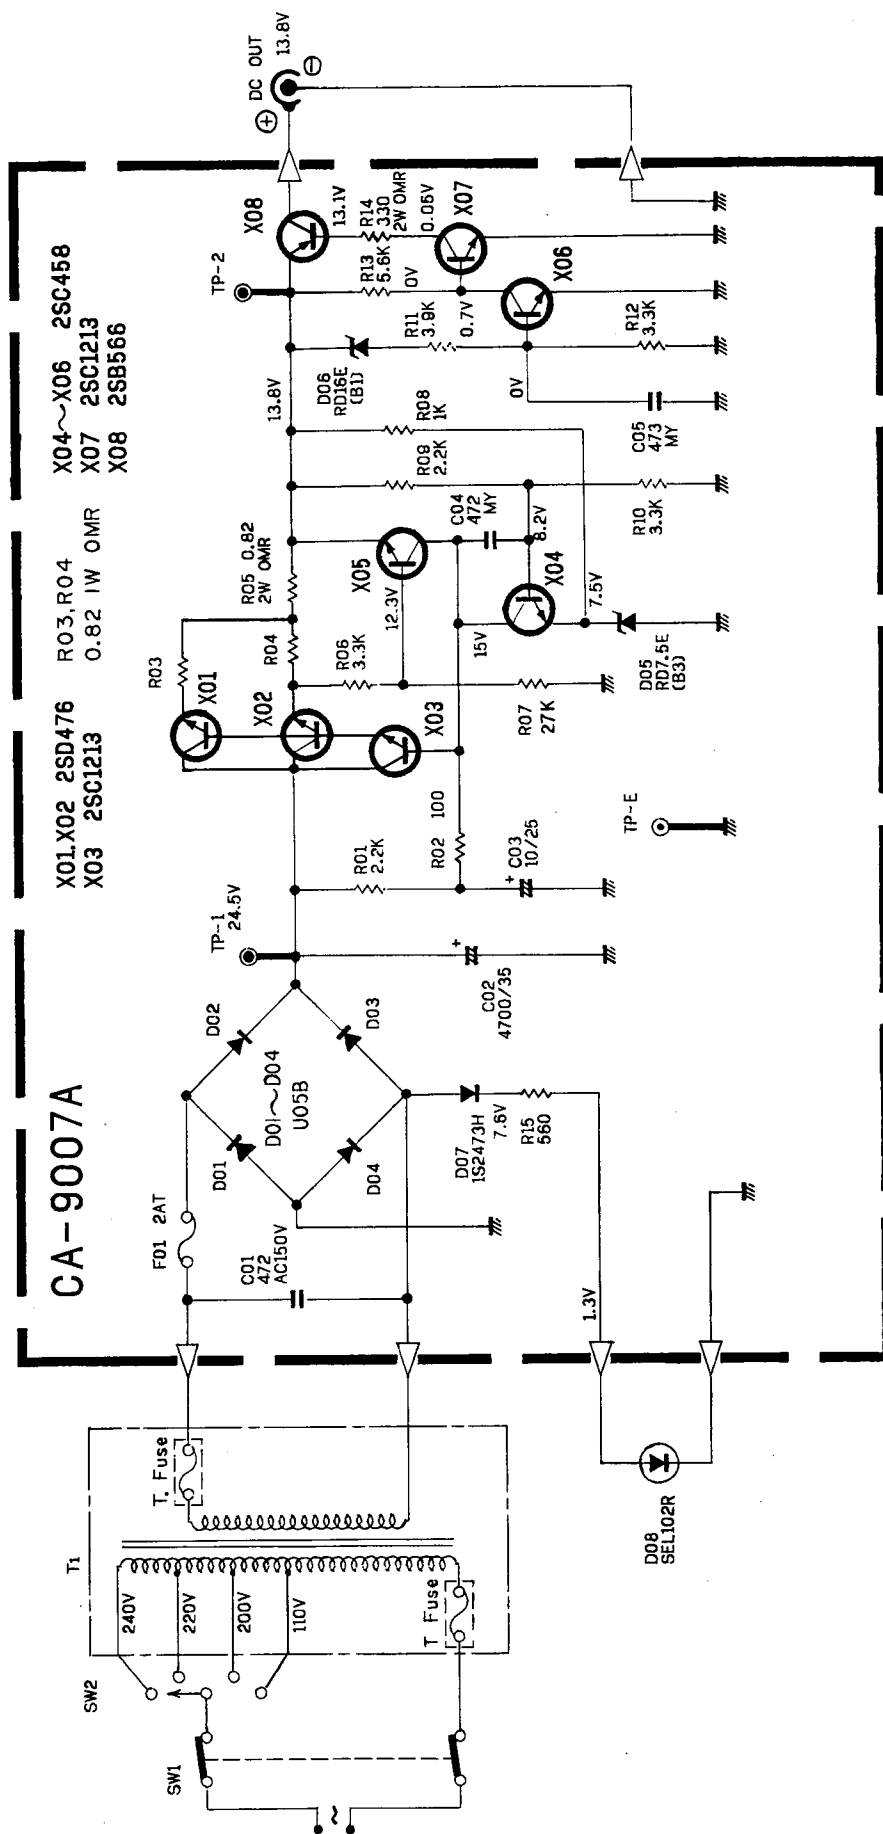 CA-9007A
X01,X02 2SD476
X03 2SC1213
R03,R04
0.82 1W OMR
X04~X06 2SC458
X07 2SC1213
X08 2SB566
SW1
~
SW2
T1
240V
220V
200V
110V
T. Fuse
T Fuse
F01 2AT
C01
472
AC150V
D01
D02
D01~D04
U05B
D03
D04
D07
1S2473H
7.6V
R15
560
1.3V
D08
SEL102R
TP-1
24.5V
C02
4700/35
R01
2.2K
R02
100
+
C03
10/25
+
TP-E
X01
X02
X03
R03
R04
R05 0.82
2W OMR
R06
3.3K
R07
27K
12.3V
X05
15V
C04
472
MY
8.2V
X04
7.5V
D05
RD7.5E
(B3)
R09
2.2K
R08
1K
R10
3.3K
13.8V
D06
RD16E
(B1)
R11
3.9K
0V
C05
473
MY
R12
3.3K
X06
0.7V
TP-2
R13
5.6K
0V
X08
13.1V
R14
330
2W OMR
0.05V
X07
DC OUT
13.8V
+
−